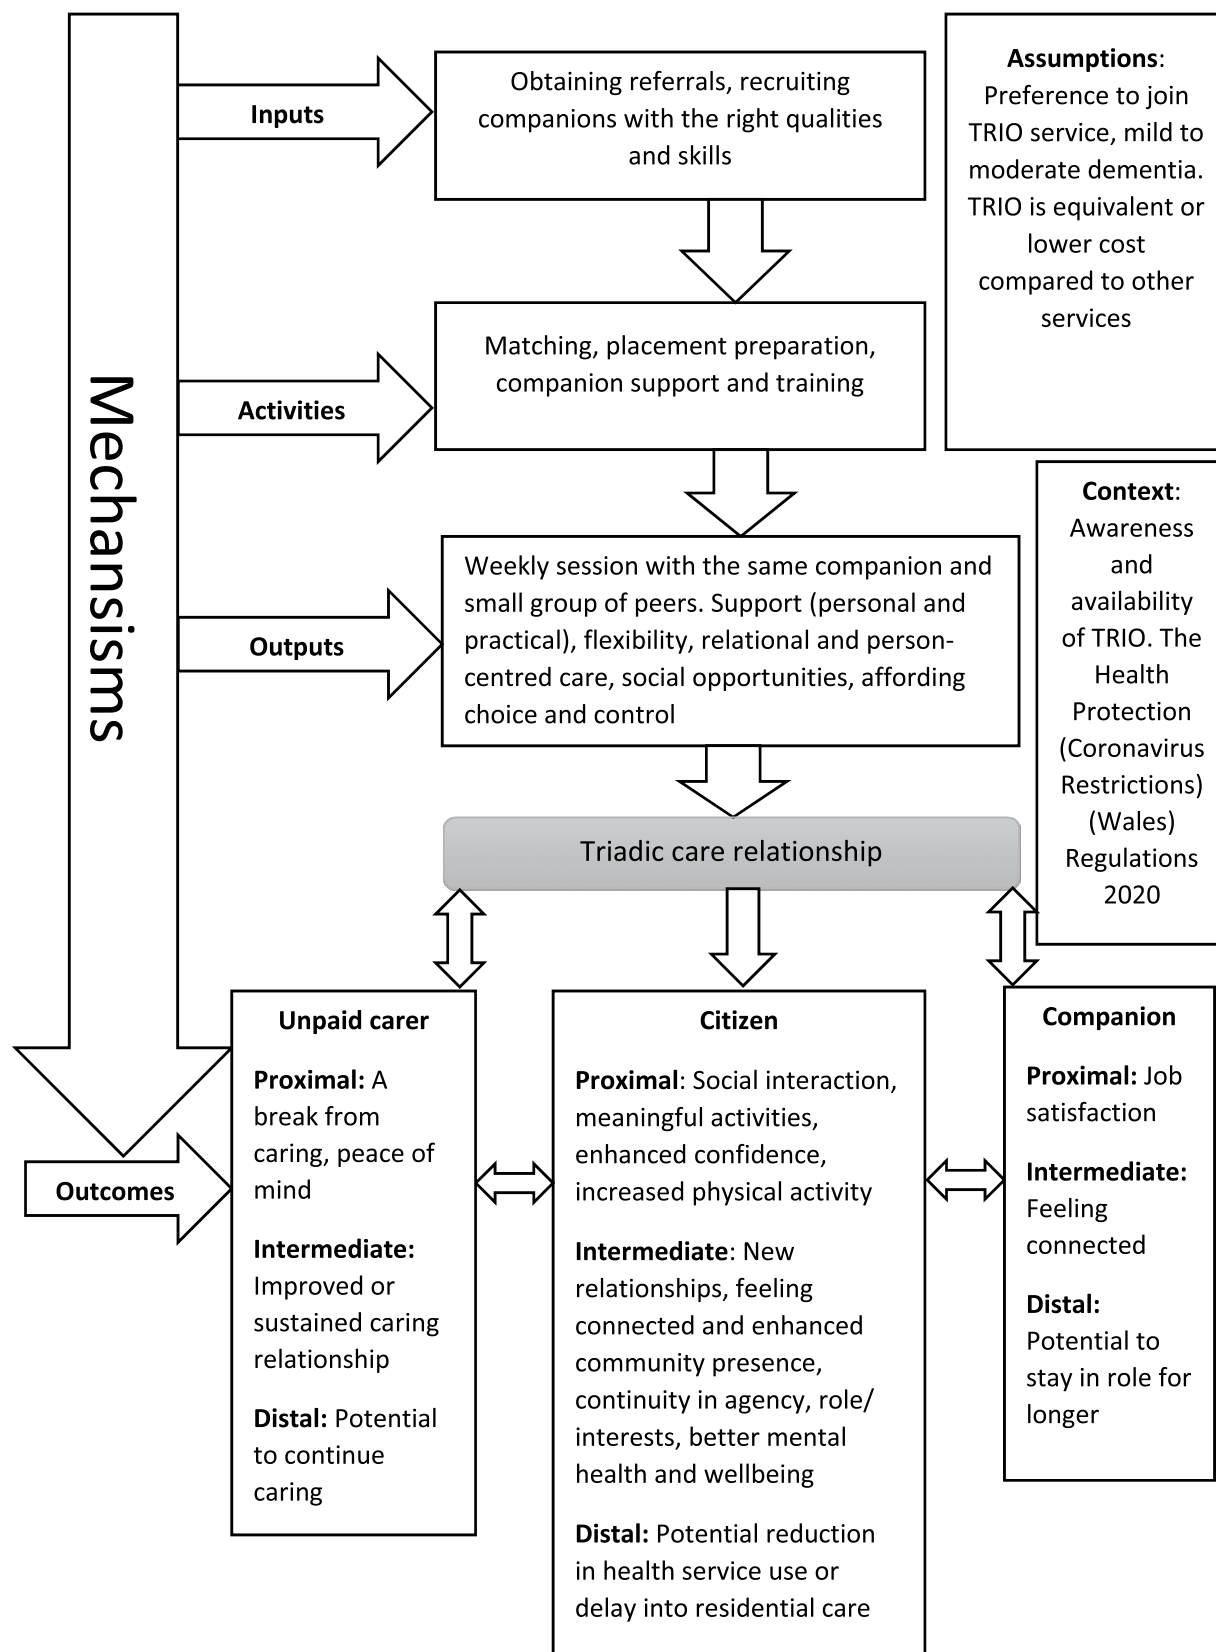 Mechansisms
Inputs
Obtaining referrals, recruiting
companions with the right qualities
and skills
Assumptions:
Preference to join
TRIO service, mild to
moderate dementia.
TRIO is equivalent or
lower cost
compared to other
services
Activities
Matching, placement preparation,
companion support and training
Context:
Awareness
and
availability
of TRIO. The
Health
Protection
(Coronavirus
Restrictions)
(Wales)
Regulations
2020
Outputs
Weekly session with the same companion and
small group of peers. Support (personal and
practical), flexibility, relational and person-
centred care, social opportunities, affording
choice and control
Triadic care relationship
Outcomes
Unpaid carer
Proximal: A
break from
caring, peace of
mind
Intermediate:
Improved or
sustained caring
relationship
Distal: Potential
to continue
caring
Citizen
Proximal: Social interaction,
meaningful activities,
enhanced confidence,
increased physical activity
Intermediate: New
relationships, feeling
connected and enhanced
community presence,
continuity in agency, role/
interests, better mental
health and wellbeing
Distal: Potential reduction
in health service use or
delay into residential care
Companion
Proximal: Job
satisfaction
Intermediate:
Feeling
connected
Distal:
Potential to
stay in role for
longer